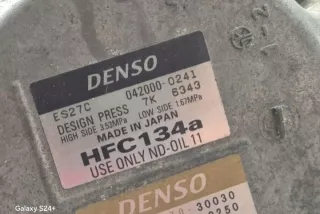 DENSO
ES27C 042000-0241
DESIGN PRESS 7K 6343
HIGH SIDE 3.53MPa LOW SIDE 1.67MPa
MADE IN JAPAN
HFC134a
USE ONLY ND-OIL 11
DENSO
30030
Galaxy S24+